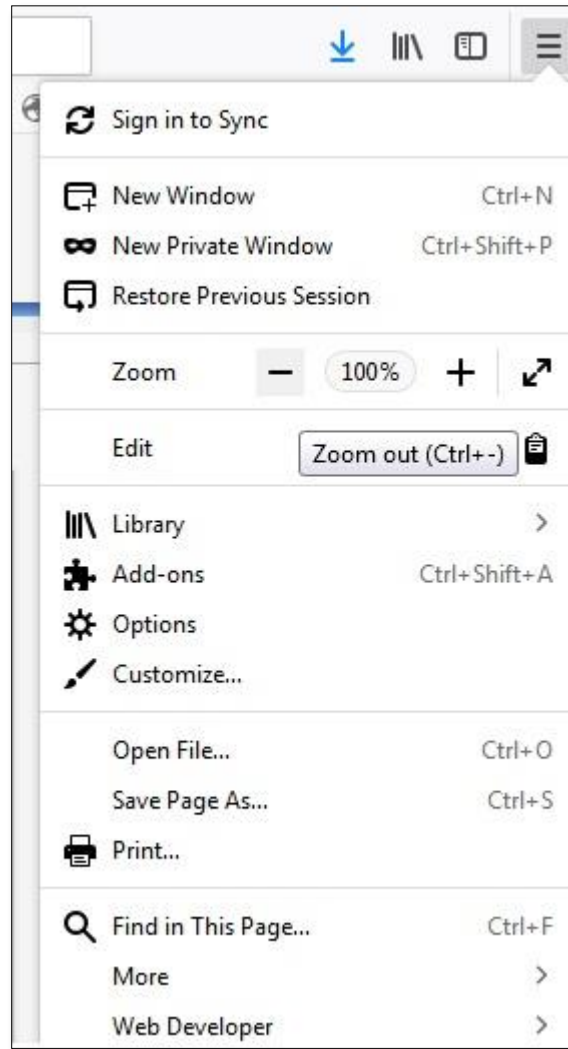 Sign in to Sync
New Window Ctrl+N
New Private Window Ctrl+Shift+P
Restore Previous Session
Zoom 100%
Edit Zoom out (Ctrl+-)
Library
Add-ons Ctrl+Shift+A
Options
Customize...
Open File... Ctrl+O
Save Page As... Ctrl+S
Print...
Find in This Page... Ctrl+F
More
Web Developer